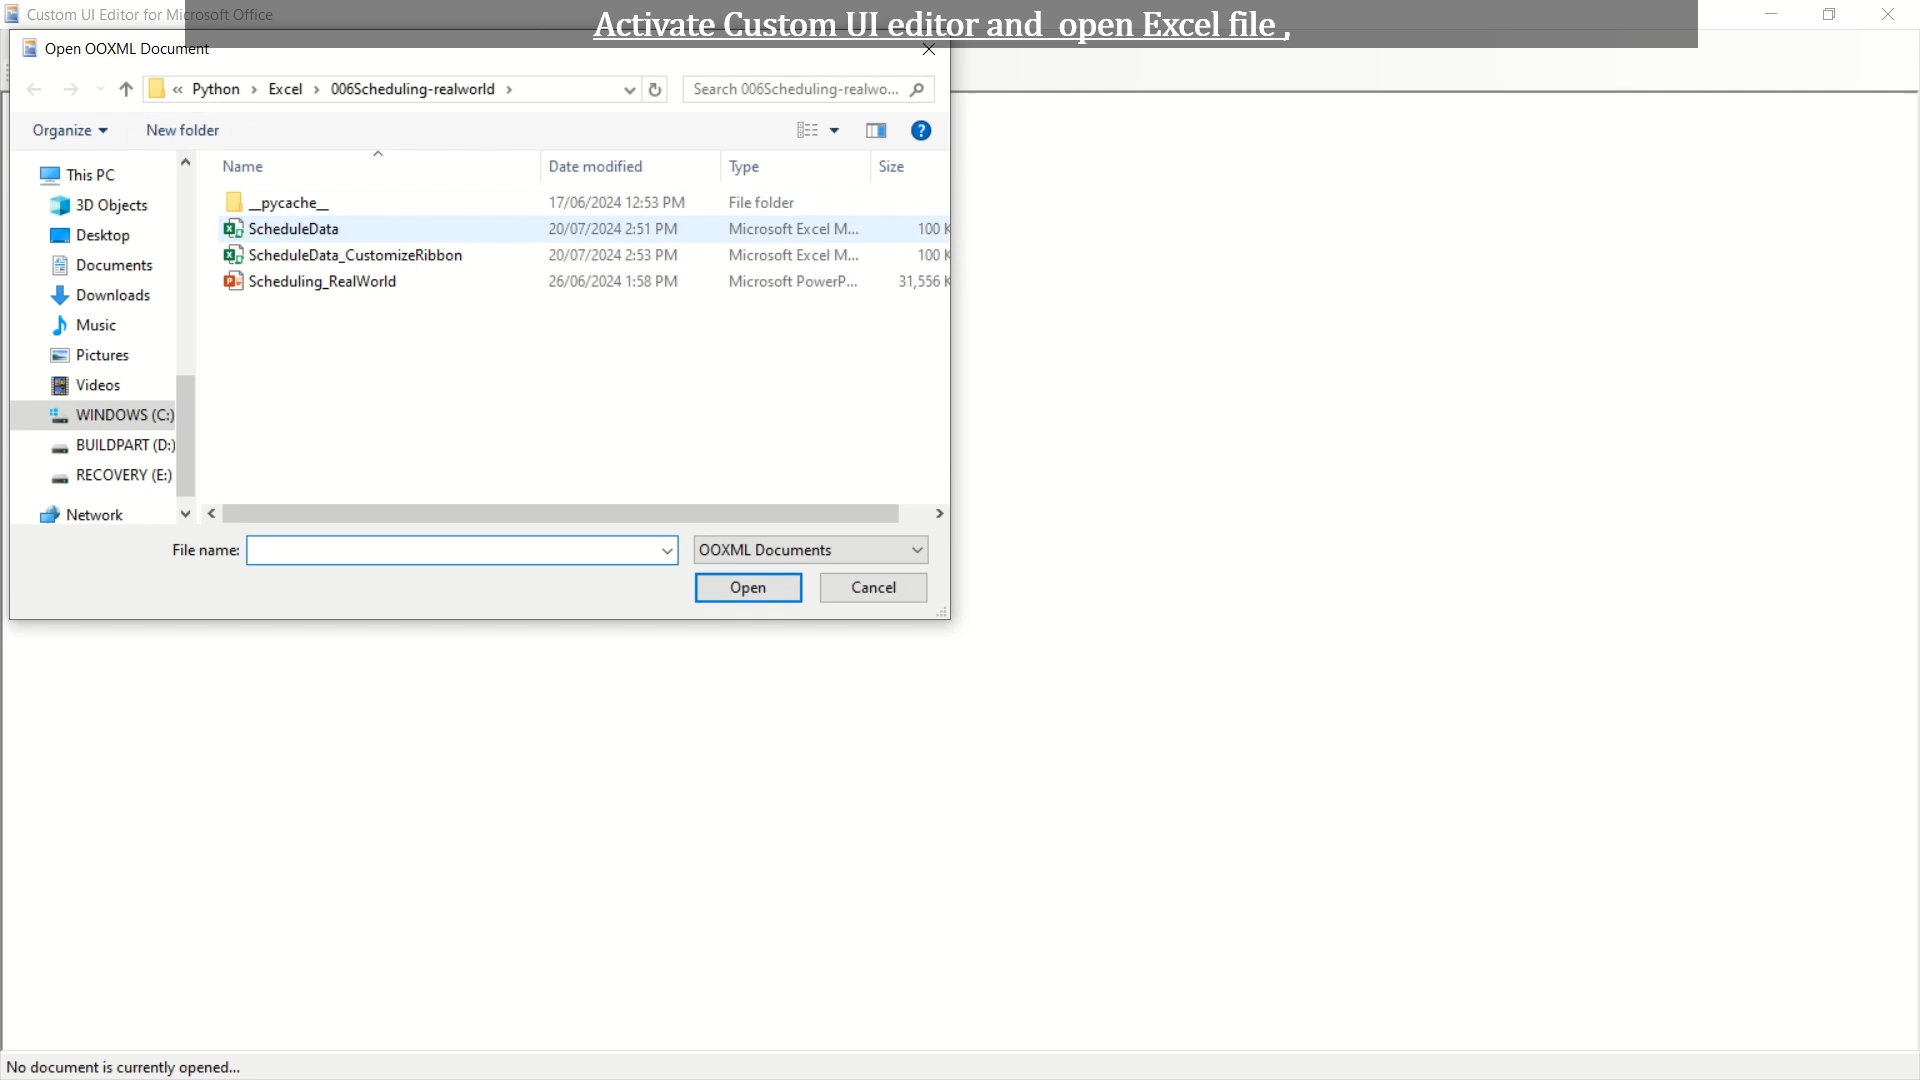 Custom UI Editor for Microsoft Office
Activate Custom UI editor and  open Excel file ,
Open OOXML Document
« Python › Excel › 006Scheduling-realworld ›
Search 006Scheduling-realwo...
Organize
New folder
Name
Date modified
Type
Size
This PC
3D Objects
Desktop
Documents
Downloads
Music
Pictures
Videos
WINDOWS (C:)
BUILDPART (D:)
RECOVERY (E:)
Network
__pycache__ 17/06/2024 12:53 PM File folder
ScheduleData 20/07/2024 2:51 PM Microsoft Excel M... 100 K
ScheduleData_CustomizeRibbon 20/07/2024 2:53 PM Microsoft Excel M... 100 K
Scheduling_RealWorld 26/06/2024 1:58 PM Microsoft PowerP... 31,556 K
File name:
OOXML Documents
Open
Cancel
No document is currently opened...